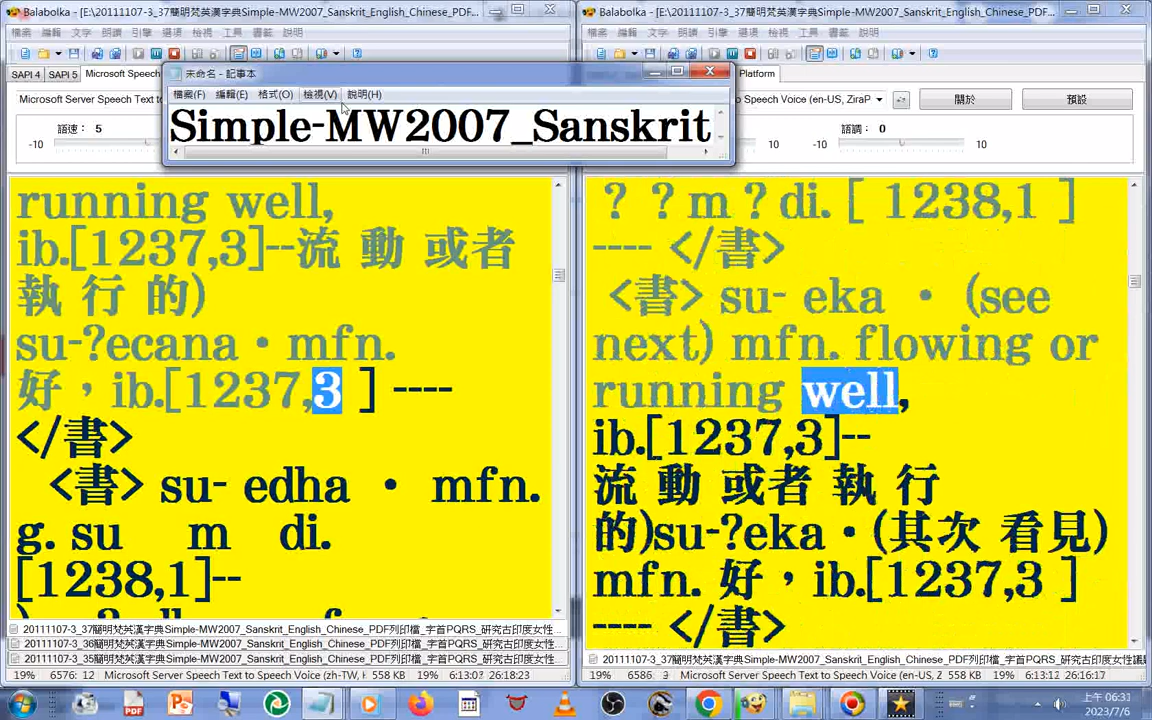 Balabolka - [E:\20111107-3_37簡明梵英漢字典Simple-MW2007_Sanskrit_English_Chinese_PDF...
檔案 編輯 文字 朗讀 引擎 選項 檢視 工具 書籤 說明
SAPI 4 SAPI 5 Microsoft Speech
Microsoft Server Speech Text to
語速： 5
-10
未命名 - 記事本
檔案(F) 編輯(E) 格式(O) 檢視(V) 說明(H)
Simple-MW2007_Sanskrit
running well,
ib.[1237,3]--流 動 或者
執 行 的)
su-?ecana•mfn.
好，ib.[1237,3 ] ----
</書>
<書> su- edha • mfn.
g. su m di.
[1238,1]--
20111107-3_37簡明梵英漢字典Simple-MW2007_Sanskrit_English_Chinese_PDF列印檔_字首PQRS_研究古印度女性...
20111107-3_36簡明梵英漢字典Simple-MW2007_Sanskrit_English_Chinese_PDF列印檔_字首PQRS_研究古印度女性...
20111107-3_35簡明梵英漢字典Simple-MW2007_Sanskrit_English_Chinese_PDF列印檔_字首PQRS_研究古印度女性...
19% 6576: 12 Microsoft Server Speech Text to Speech Voice (zh-TW, H 558 KB 19% 6:13:0 26:18:23
Balabolka - [E:\20111107-3_37簡明梵英漢字典Simple-MW2007_Sanskrit_English_Chinese_PDF...
檔案 編輯 文字 朗讀 引擎 選項 檢視 工具 書籤 說明
Platform
Speech Voice (en-US, ZiraP 關於 預設
語調： 0
10 -10 10
? ?m?di. [ 1238,1 ]
---- </書>
<書> su- eka • (see
next) mfn. flowing or
running well,
ib.[1237,3]--
流 動 或者 執 行
的)su-?eka•(其次 看見)
mfn. 好，ib.[1237,3 ]
---- </書>
20111107-3_37簡明梵英漢字典Simple-MW2007_Sanskrit_English_Chinese_PDF列印檔_字首PQRS_研究古印度女性議
19% 6586: Microsoft Server Speech Text to Speech Voice (en-US, 558 KB 19% 6:13:12 26:16:17
上午 06:31
2023/7/6